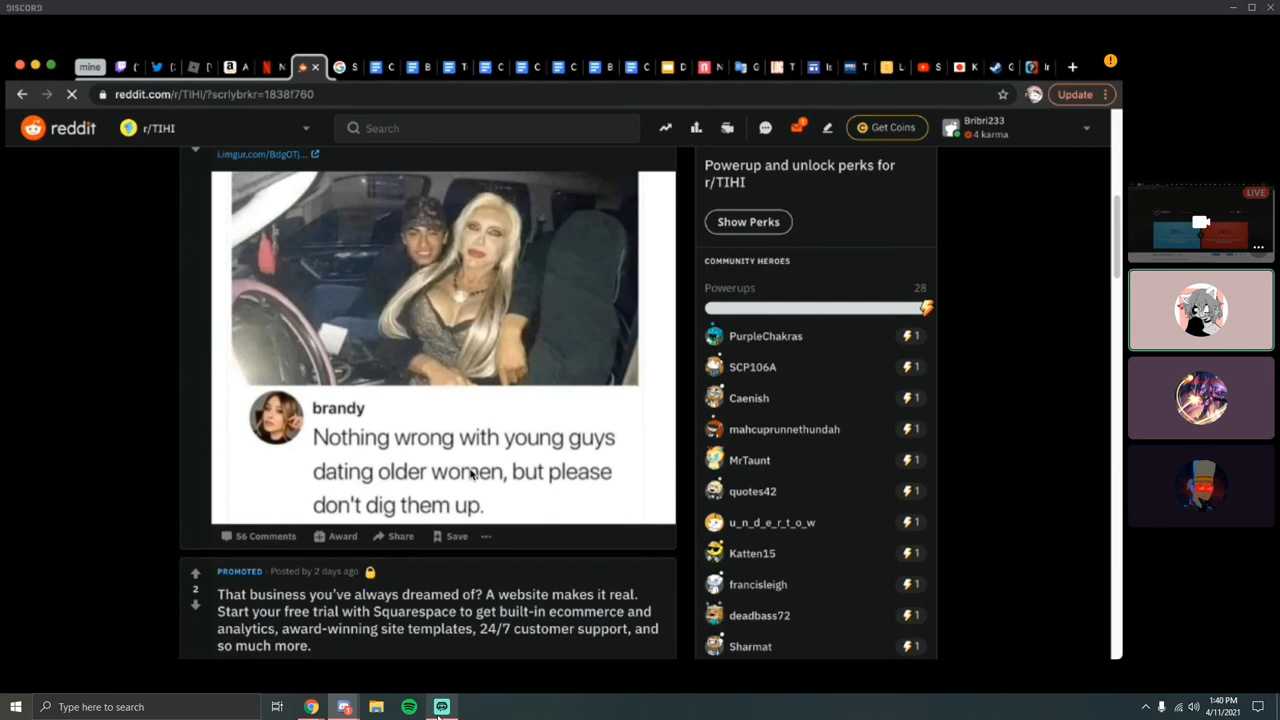 DISCORD
mine
reddit.com/r/TIHI/?scrlybrkr=1838f760
Update
reddit
r/TIHI
Search
Get Coins
Bribri233
4 karma
i.imgur.com/BdgOTj...
Powerup and unlock perks for
r/TIHI
Show Perks
COMMUNITY HEROES
Powerups 28
PurpleChakras 1
SCP106A 1
Caenish 1
mahcuprunnethundah 1
MrTaunt 1
quotes42 1
u_n_d_e_r_t_o_w 1
Katten15 1
francisleigh 1
deadbass72 1
Sharmat 1
brandy
Nothing wrong with young guys
dating older women, but please
don't dig them up.
56 Comments Award Share Save ...
2
PROMOTED · Posted by 2 days ago
That business you've always dreamed of? A website makes it real.
Start your free trial with Squarespace to get built-in ecommerce and
analytics, award-winning site templates, 24/7 customer support, and
so much more.
LIVE
Type here to search
1:40 PM
4/11/2021